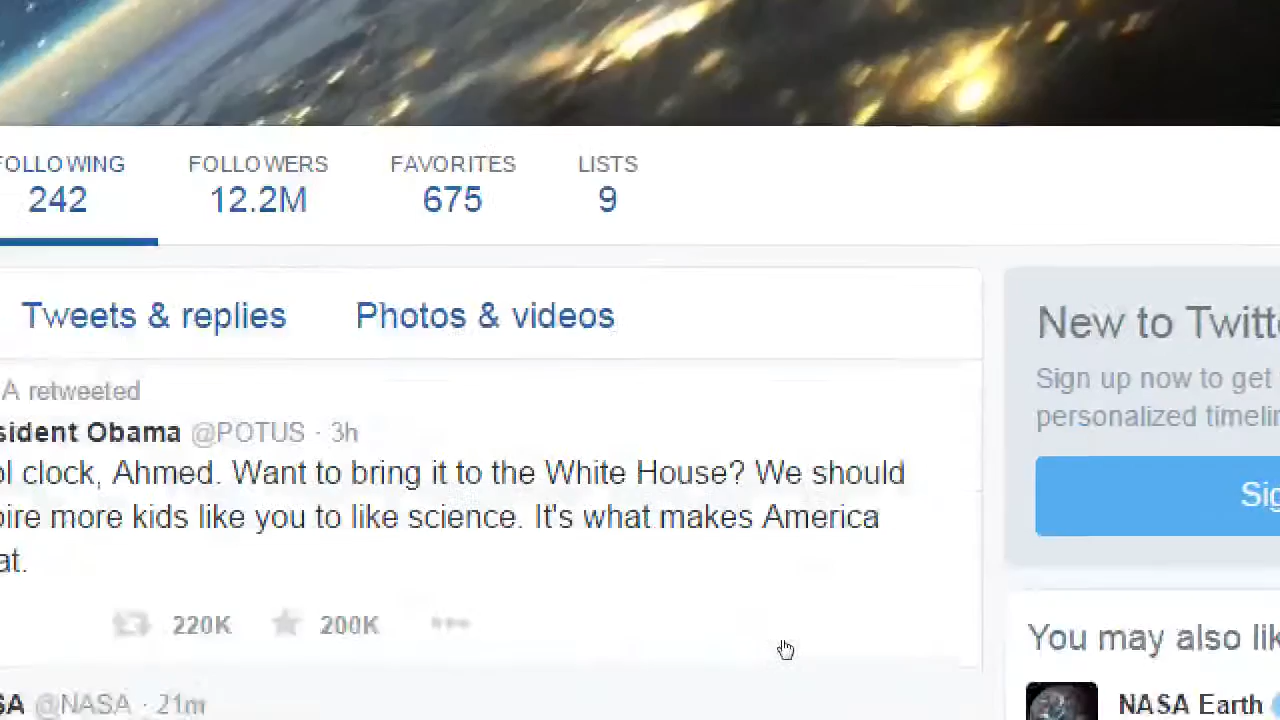 FOLLOWING FOLLOWERS FAVORITES LISTS
242 12.2M 675 9
Tweets & replies Photos & videos
A retweeted
sident Obama @POTUS · 3h
ol clock, Ahmed. Want to bring it to the White House? We should
pire more kids like you to like science. It's what makes America
at.
220K 200K
SA @NASA · 21m
New to Twitt
Sign up now to get
personalized timelin
Sig
You may also lik
NASA Earth